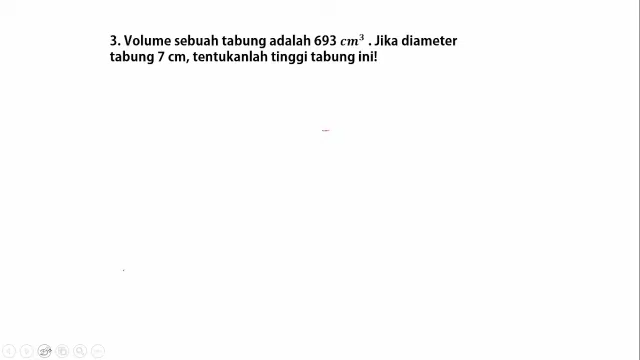 3. Volume sebuah tabung adalah 693 cm³ . Jika diameter
tabung 7 cm, tentukanlah tinggi tabung ini!